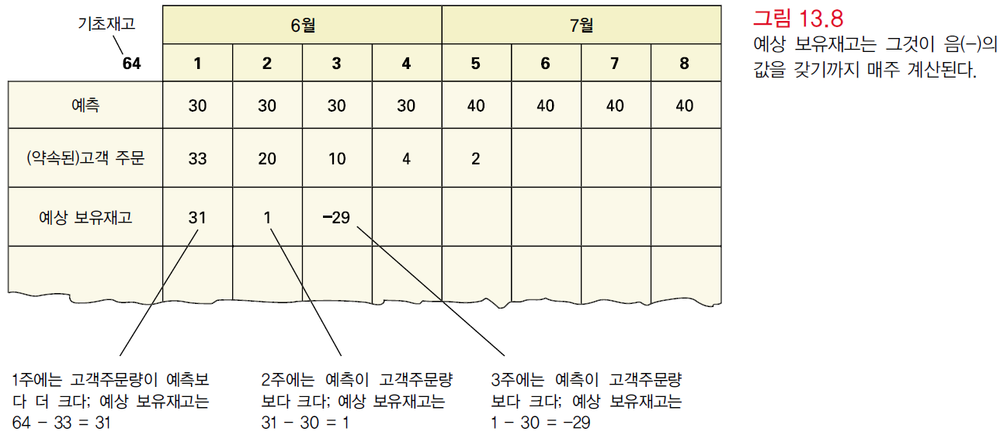 기초재고
64
6월 7월
1 2 3 4 5 6 7 8
예측 30 30 30 30 40 40 40 40
(약속된)고객 주문 33 20 10 4 2
예상 보유재고 31 1 −29
1주에는 고객주문량이 예측보
다 더 크다; 예상 보유재고는
64 − 33 = 31
2주에는 예측이 고객주문량
보다 크다; 예상 보유재고는
31 − 30 = 1
3주에는 예측이 고객주문량
보다 크다; 예상 보유재고는
1 − 30 = −29
그림 13.8
예상 보유재고는 그것이 음(−)의
값을 갖기까지 매주 계산된다.